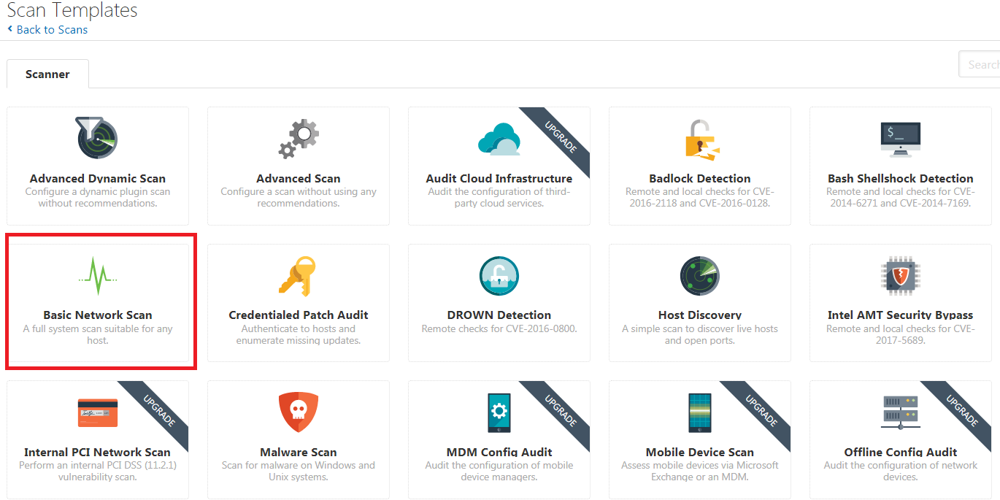 Scan Templates
Back to Scans
Scanner
Search
UPGRADE
Advanced Dynamic Scan
Configure a dynamic plugin scan
without recommendations.
Advanced Scan
Configure a scan without using any
recommendations.
Audit Cloud Infrastructure
Audit the configuration of third-
party cloud services.
Badlock Detection
Remote and local checks for CVE-
2016-2118 and CVE-2016-0128.
$_
Bash Shellshock Detection
Remote and local checks for CVE-
2014-6271 and CVE-2014-7169.
Basic Network Scan
A full system scan suitable for any
host.
Credentialed Patch Audit
Authenticate to hosts and
enumerate missing updates.
DROWN Detection
Remote checks for CVE-2016-0800.
Host Discovery
A simple scan to discover live hosts
and open ports.
Intel AMT Security Bypass
Remote and local checks for CVE-
2017-5689.
UPGRADE
Internal PCI Network Scan
Perform an internal PCI DSS (11.2.1)
vulnerability scan.
Malware Scan
Scan for malware on Windows and
Unix systems.
UPGRADE
MDM Config Audit
Audit the configuration of mobile
device managers.
UPGRADE
Mobile Device Scan
Assess mobile devices via Microsoft
Exchange or an MDM.
UPGRADE
Offline Config Audit
Audit the configuration of network
devices.